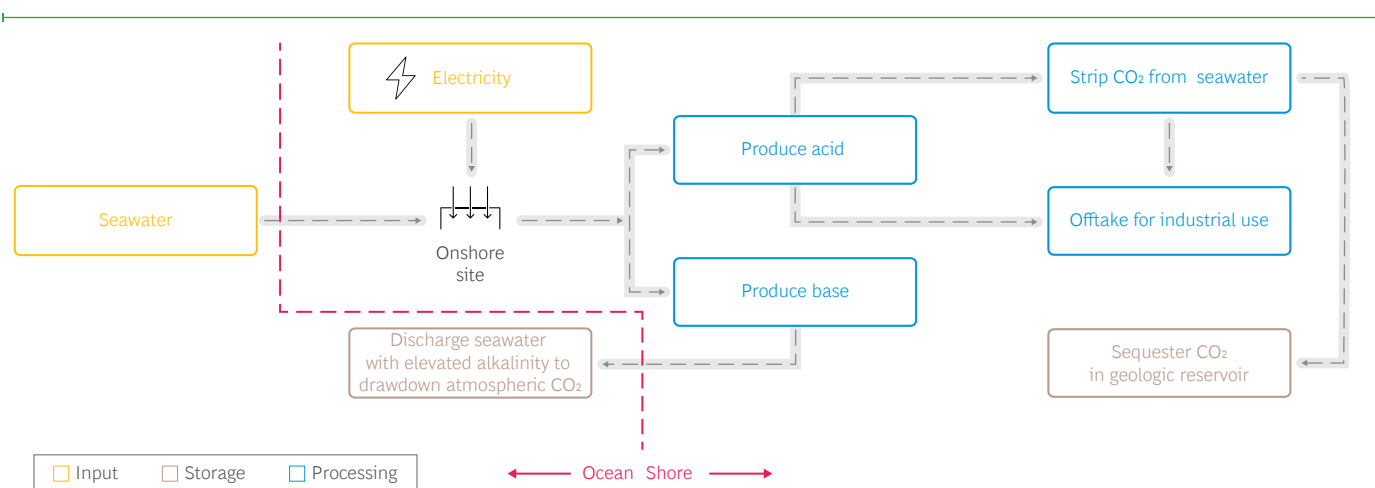 Electricity
Strip CO₂ from seawater
Produce acid
Seawater
Offtake for industrial use
Onshore
site
Produce base
Discharge seawater
with elevated alkalinity to
drawdown atmospheric CO₂
Sequester CO₂
in geologic reservoir
Input
Storage
Processing
Ocean Shore